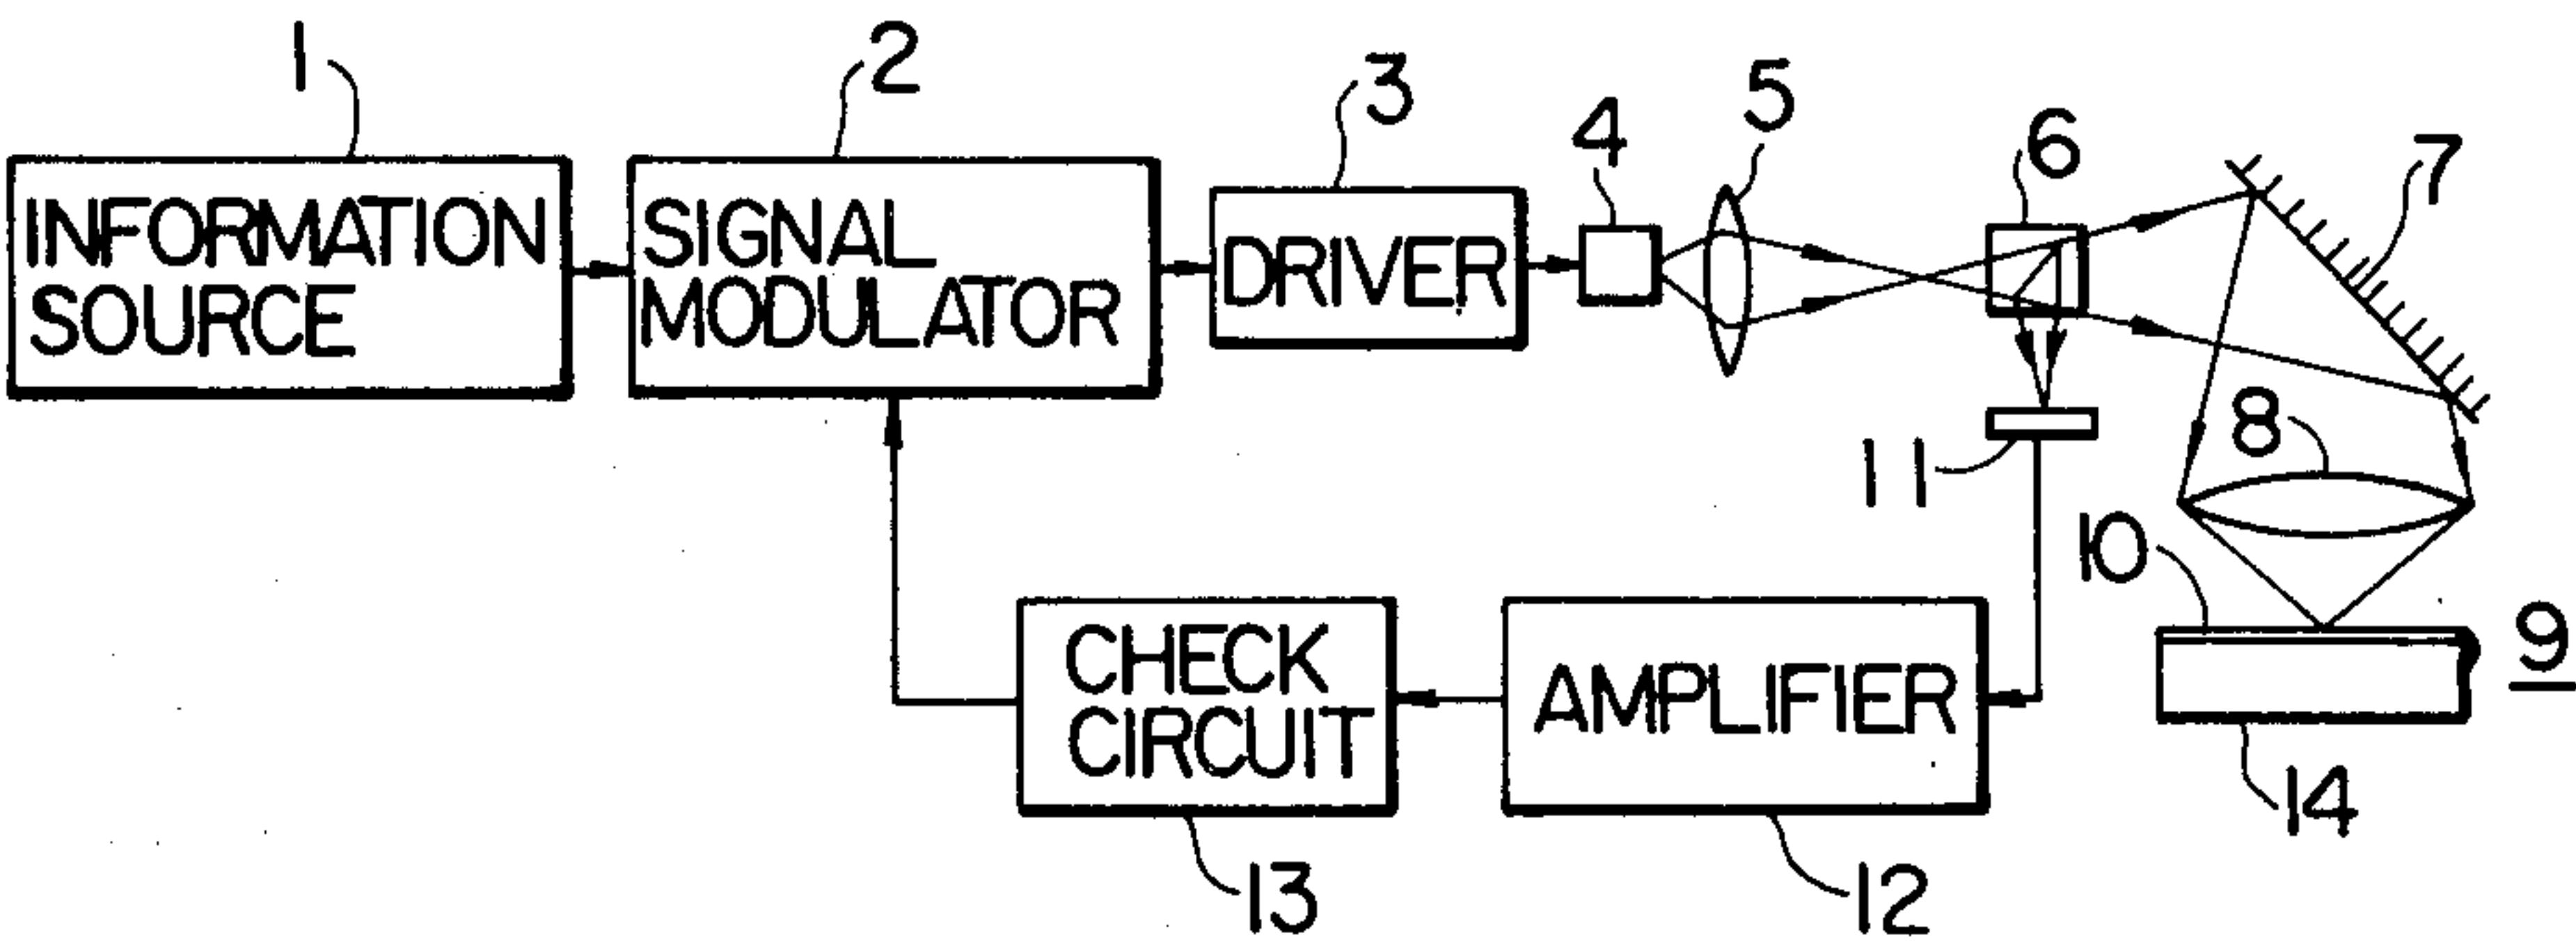 1
2
3
4
5
6
7
INFORMATION
SOURCE
SIGNAL
MODULATOR
DRIVER
8
11
10
9
CHECK
CIRCUIT
AMPLIFIER
14
13
12